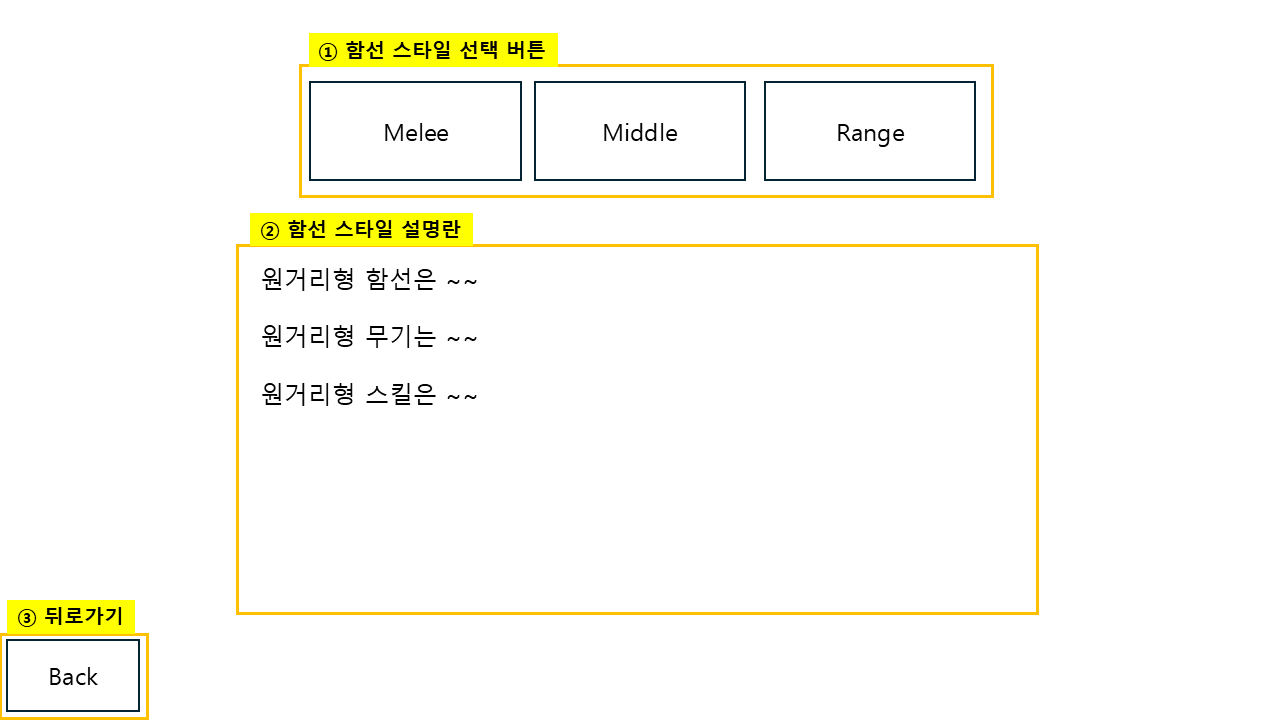 ① 함선 스타일 선택 버튼
Melee
Middle
Range
② 함선 스타일 설명란
원거리형 함선은 ~~
원거리형 무기는 ~~
원거리형 스킬은 ~~
③ 뒤로가기
Back